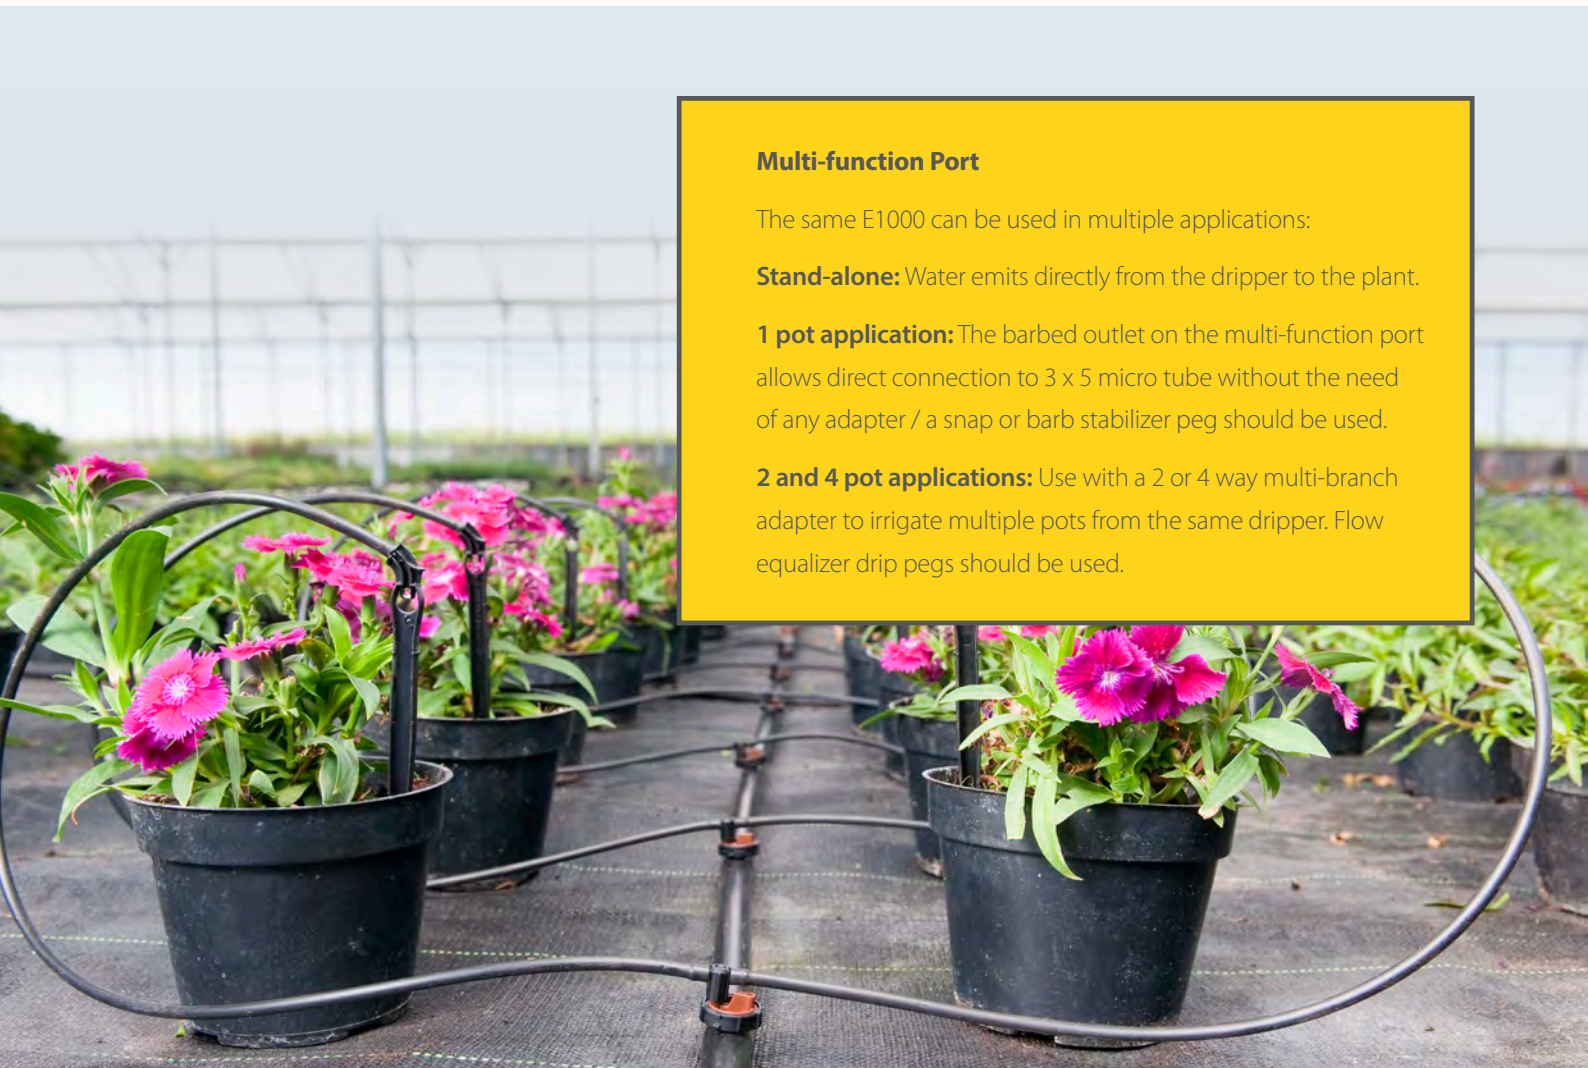 Multi-function Port
The same E1000 can be used in multiple applications:
Stand-alone: Water emits directly from the dripper to the plant.
1 pot application: The barbed outlet on the multi-function port
allows direct connection to 3 x 5 micro tube without the need
of any adapter / a snap or barb stabilizer peg should be used.
2 and 4 pot applications: Use with a 2 or 4 way multi-branch
adapter to irrigate multiple pots from the same dripper. Flow
equalizer drip pegs should be used.